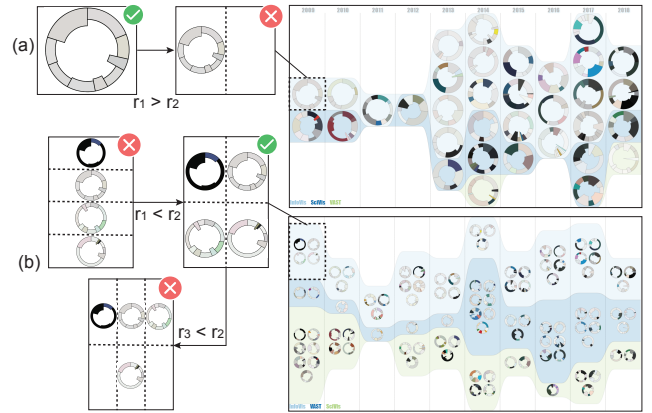 2009 2010 2011 2012 2013 2014 2015 2016 2017 2018
(a)
r1 > r2
InfoVis SciVis VAST
r1 < r2
(b)
r3 < r2
VAST SciVis